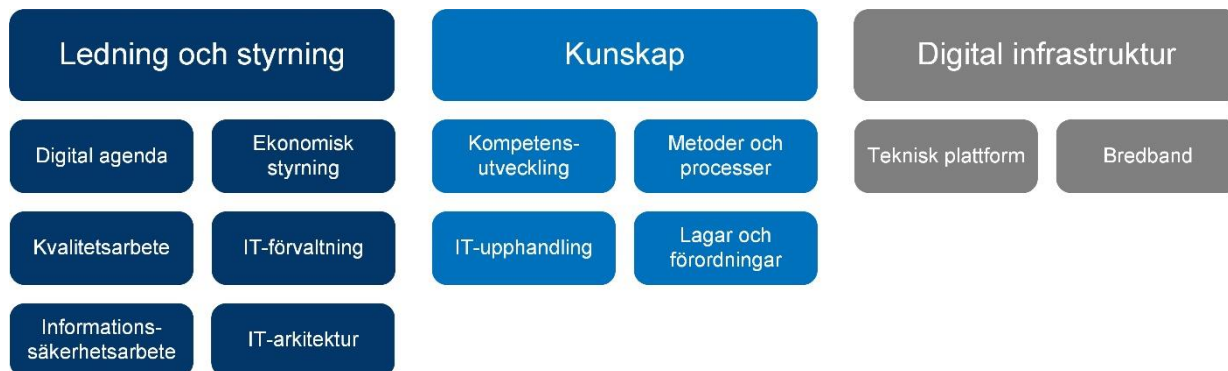 Ledning och styrning
Kunskap
Digital infrastruktur
Digital agenda
Ekonomisk
styrning
Kompetens-
utveckling
Metoder och
processer
Teknisk plattform
Bredband
Kvalitetsarbete
IT-förvaltning
IT-upphandling
Lagar och
förordningar
Informations-
säkerhetsarbete
IT-arkitektur